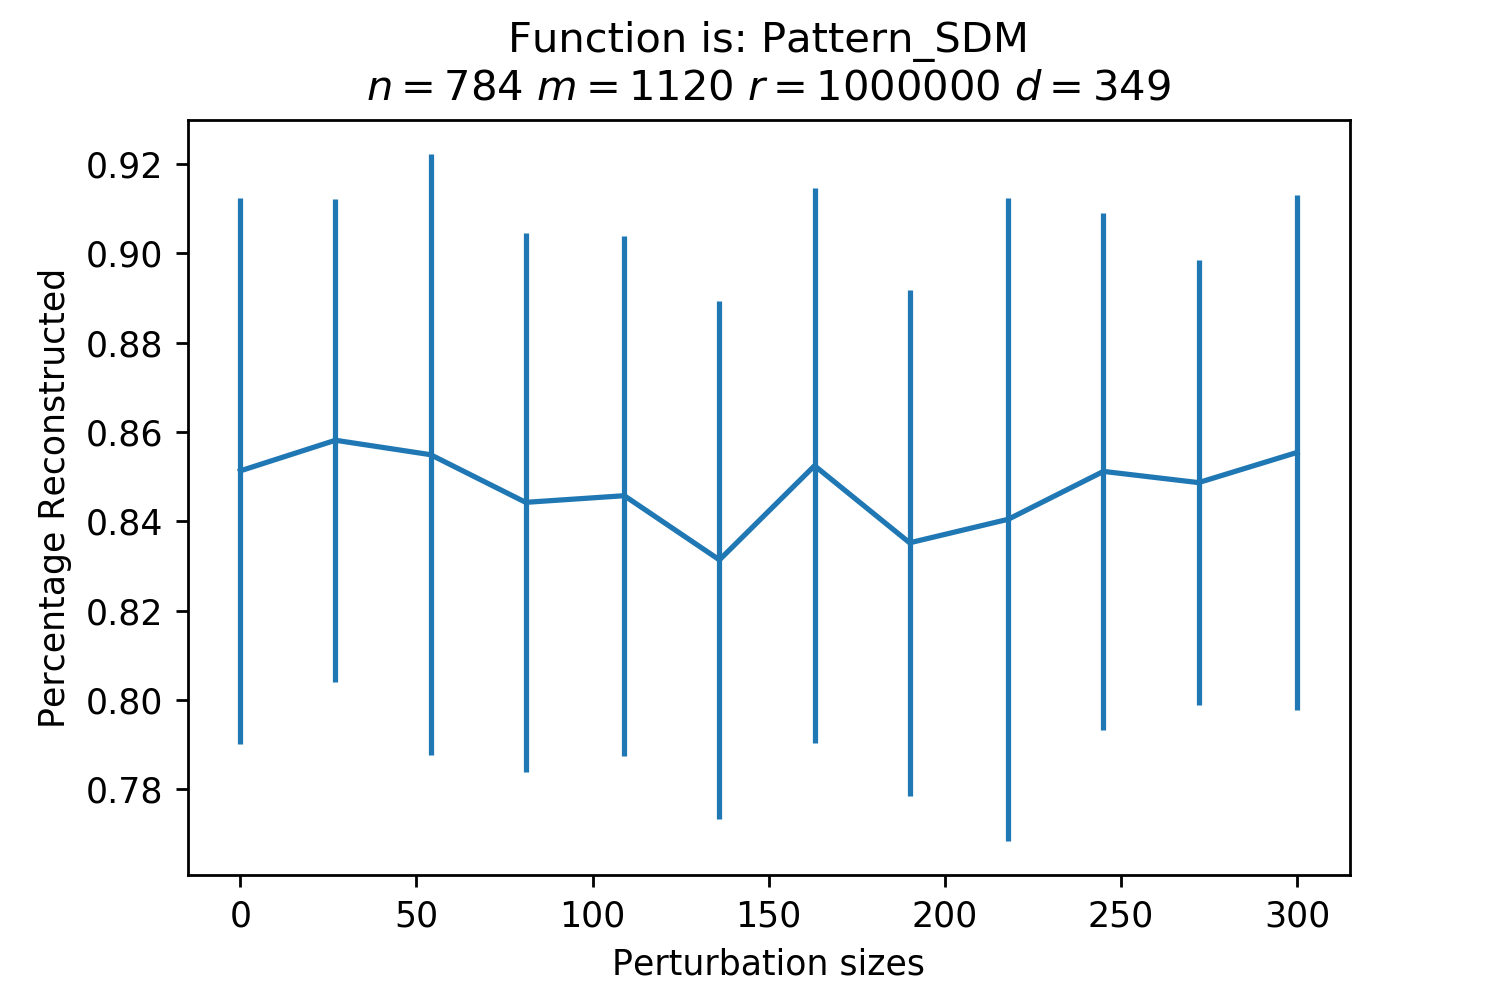 Function is: Pattern_SDM
n = 784 m = 1120 r = 1000000 d = 349
Percentage Reconstructed
0.92
0.90
0.88
0.86
0.84
0.82
0.80
0.78
0 50 100 150 200 250 300
Perturbation sizes